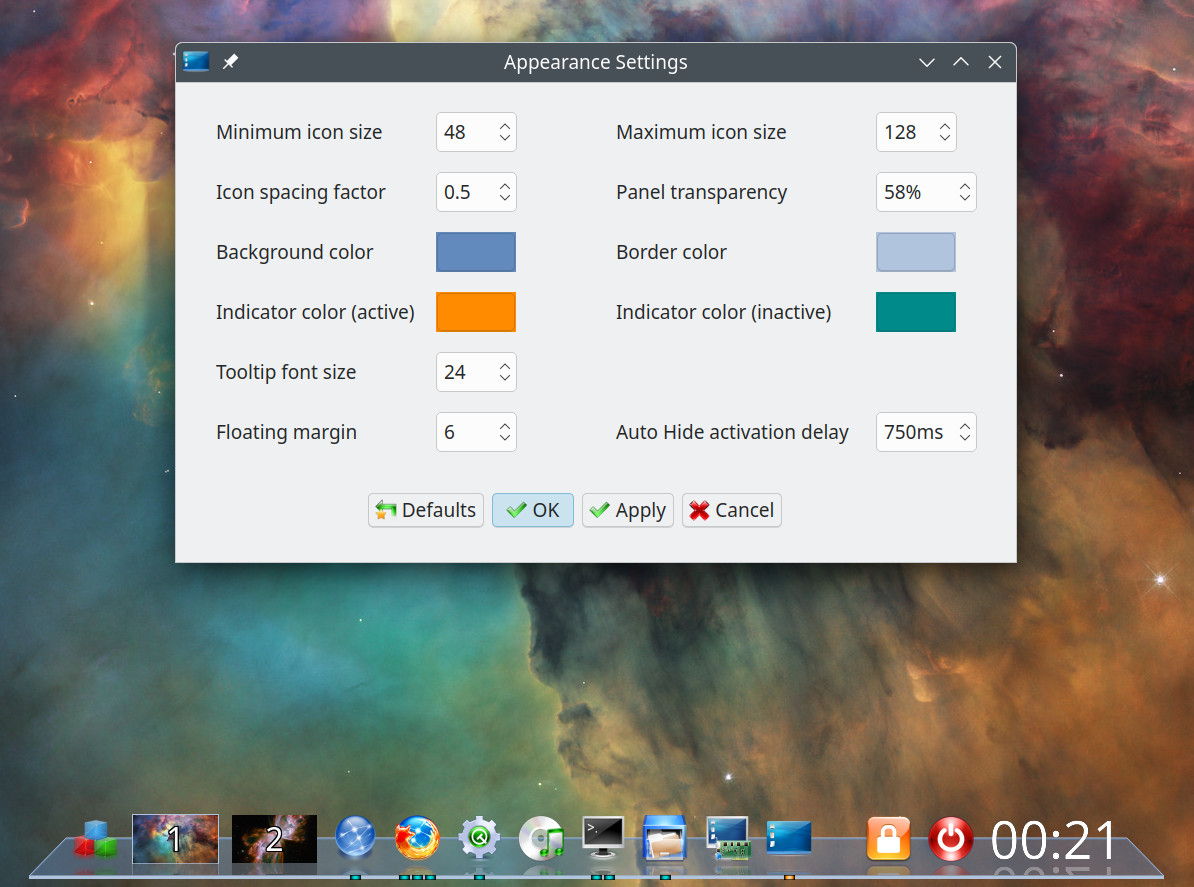 Appearance Settings
Minimum icon size 48 Maximum icon size 128
Icon spacing factor 0.5 Panel transparency 58%
Background color Border color
Indicator color (active) Indicator color (inactive)
Tooltip font size 24
Floating margin 6 Auto Hide activation delay 750ms
Defaults OK Apply Cancel
1 2 >_ 00:21